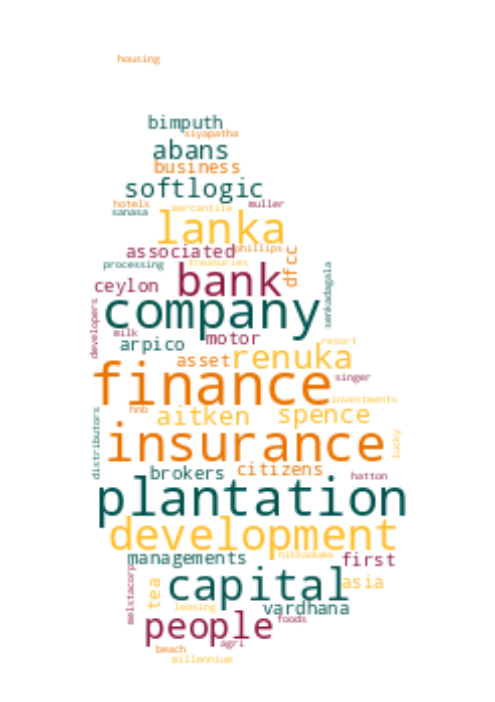 housing
bimputh
siyapatha
abans
business
softlogic
hotels
mercantile
muller
sanasa
lanka
associated
phillips
processing
treasuries
dfcc
senkadagala
bank
ceylon
company
developers
milk
motor
arpico
resort
asset
renuka
finance
singer
investments
hnb
aitken spence
distributors
insurance
lucky
brokers
citizens
hatton
plantation
development
managements
hikkaduwa
first
melstacorp
tea
capital
asia
leasing
vardhana
people
foods
agri
beach
millennium